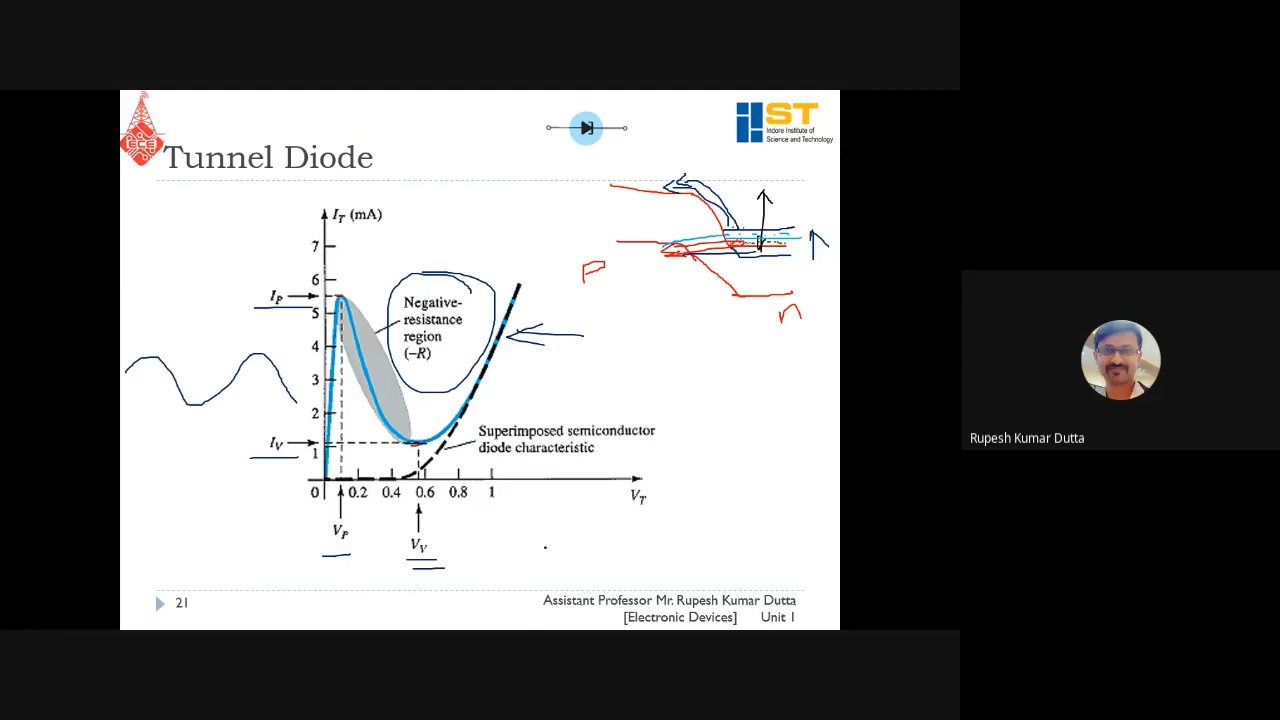 ECE
IIST
Indore Institute of
Science and Technology
Tunnel Diode
I_T (mA)
7
6
I_P
5
4
3
2
I_V
1
0 0.2 0.4 0.6 0.8 1
V_T
V_P
V_V
Negative-
resistance
region
(–R)
Superimposed semiconductor
diode characteristic
P
n
21
Assistant Professor Mr. Rupesh Kumar Dutta
[Electronic Devices] Unit 1
Rupesh Kumar Dutta